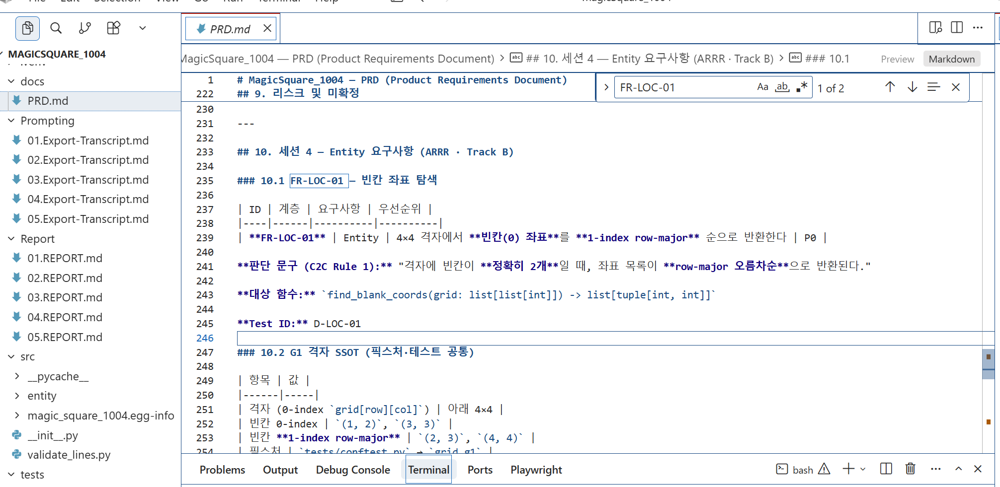 MAGICSQUARE_1004
docs
PRD.md
Prompting
01.Export-Transcript.md
02.Export-Transcript.md
03.Export-Transcript.md
04.Export-Transcript.md
05.Export-Transcript.md
Report
01.REPORT.md
02.REPORT.md
03.REPORT.md
04.REPORT.md
05.REPORT.md
src
__pycache__
entity
magic_square_1004.egg-info
__init__.py
validate_lines.py
tests
PRD.md
MagicSquare_1004 — PRD (Product Requirements Document) > ## 10. 세션 4 — Entity 요구사항 (ARRR · Track B) > ### 10.1
Preview Markdown
FR-LOC-01 Aa ab 1 of 2
1 # MagicSquare_1004 — PRD (Product Requirements Document)
222 ## 9. 리스크 및 미확정
230
231 ---
232
233 ## 10. 세션 4 — Entity 요구사항 (ARRR · Track B)
234
235 ### 10.1 FR-LOC-01 — 빈칸 좌표 탐색
236
237 | ID | 계층 | 요구사항 | 우선순위 |
238 |----|------|----------|----------|
239 | **FR-LOC-01** | Entity | 4×4 격자에서 **빈칸(0) 좌표**를 **1-index row-major** 순으로 반환한다 | P0 |
240
241 **판단 문구 (C2C Rule 1):** "격자에 빈칸이 **정확히 2개**일 때, 좌표 목록이 **row-major 오름차순**으로 반환된다."
242
243 **대상 함수:** `find_blank_coords(grid: list[list[int]]) -> list[tuple[int, int]]`
244
245 **Test ID:** D-LOC-01
246
247 ### 10.2 G1 격자 SSOT (픽스처·테스트 공통)
248
249 | 항목 | 값 |
250 |------|-----|
251 | 격자 (0-index `grid[row][col]`) | 아래 4×4 |
252 | 빈칸 0-index | `(1, 2)`, `(3, 3)` |
253 | 빈칸 **1-index row-major** | `(2, 3)`, `(4, 4)` |
254 | 픽스처 | `tests/conftest.py` → `grid_g1` |
Problems Output Debug Console Terminal Ports Playwright
bash